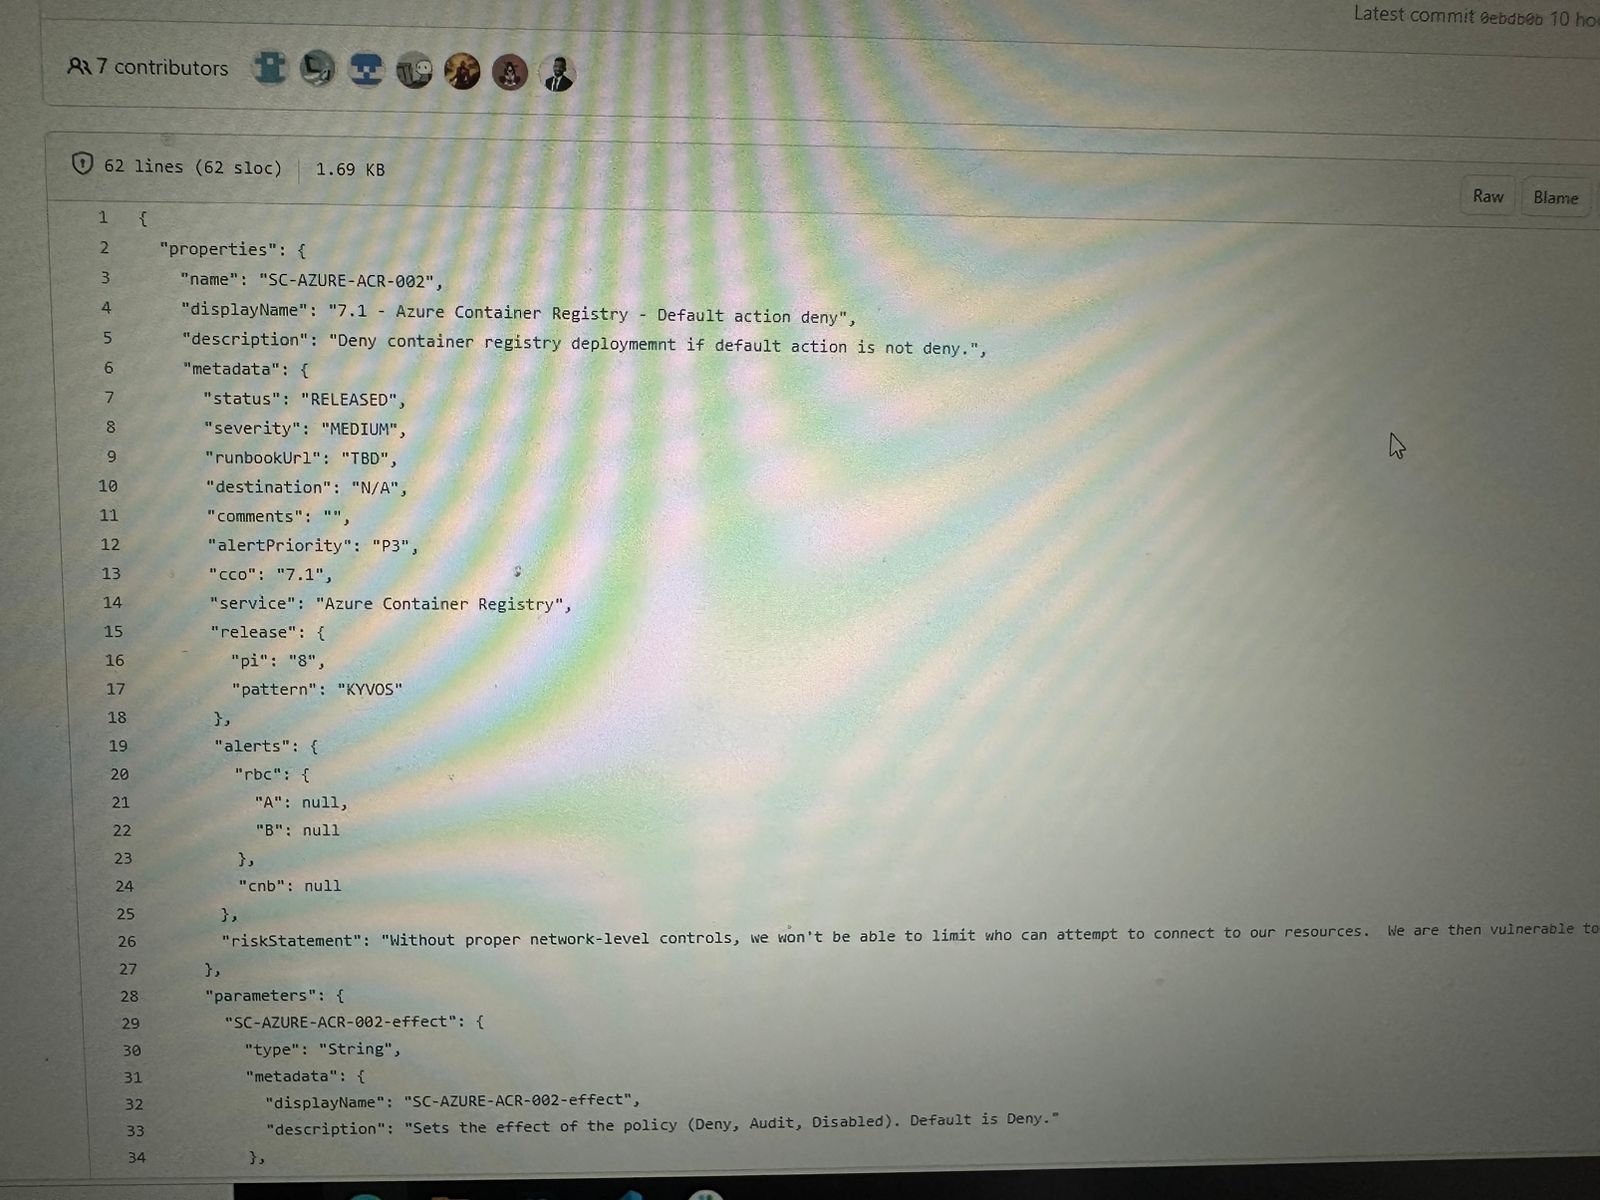 Latest commit 0ebdb0b 10
7 contributors
62 lines (62 sloc) 1.69 KB
Raw Blame
1 {
2 "properties": {
3 "name": "SC-AZURE-ACR-002",
4 "displayName": "7.1 - Azure Container Registry - Default action deny",
5 "description": "Deny container registry deploymemnt if default action is not deny.",
6 "metadata": {
7 "status": "RELEASED",
8 "severity": "MEDIUM",
9 "runbookUrl": "TBD",
10 "destination": "N/A",
11 "comments": "",
12 "alertPriority": "P3",
13 "cco": "7.1",
14 "service": "Azure Container Registry",
15 "release": {
16 "pi": "8",
17 "pattern": "KYVOS"
18 },
19 "alerts": {
20 "rbc": {
21 "A": null,
22 "B": null
23 },
24 "cnb": null
25 },
26 "riskStatement": "Without proper network-level controls, we won't be able to limit who can attempt to connect to our resources.  We are then vulnerable to
27 },
28 "parameters": {
29 "SC-AZURE-ACR-002-effect": {
30 "type": "String",
31 "metadata": {
32 "displayName": "SC-AZURE-ACR-002-effect",
33 "description": "Sets the effect of the policy (Deny, Audit, Disabled). Default is Deny."
34 },